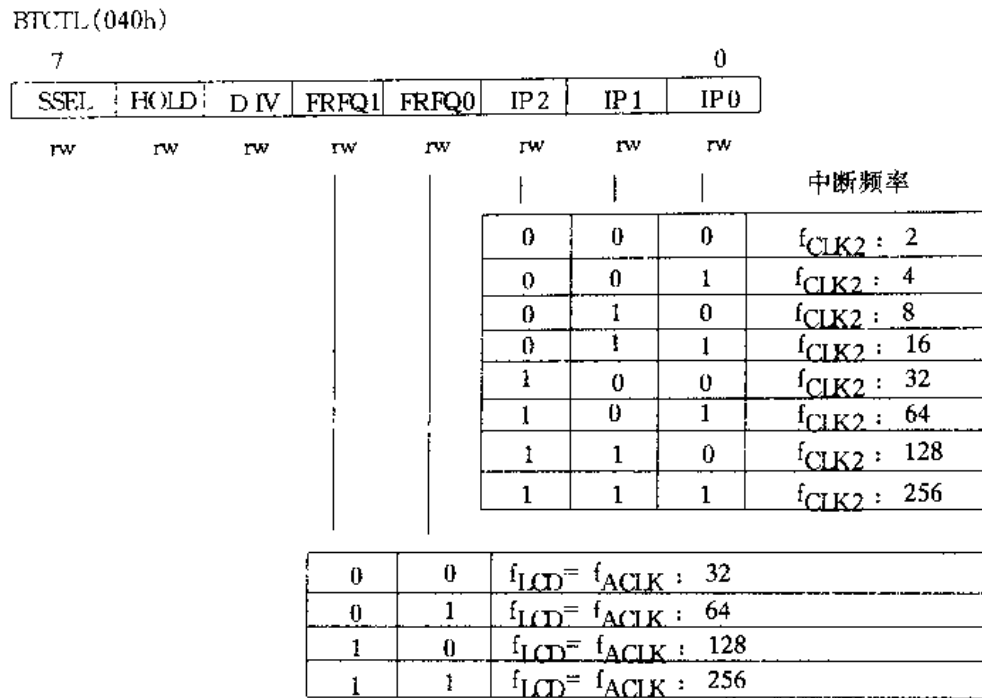 BTCTL(040h)
7 0
SSEL HOLD DIV FRFQ1 FRFQ0 IP2 IP1 IP0
rw rw rw rw rw rw rw rw
中断频率
0 0 0 fCLK2 : 2
0 0 1 fCLK2 : 4
0 1 0 fCLK2 : 8
0 1 1 fCLK2 : 16
1 0 0 fCLK2 : 32
1 0 1 fCLK2 : 64
1 1 0 fCLK2 : 128
1 1 1 fCLK2 : 256
0 0 fLCD= fACLK : 32
0 1 fLCD= fACLK : 64
1 0 fLCD= fACLK : 128
1 1 fLCD= fACLK : 256